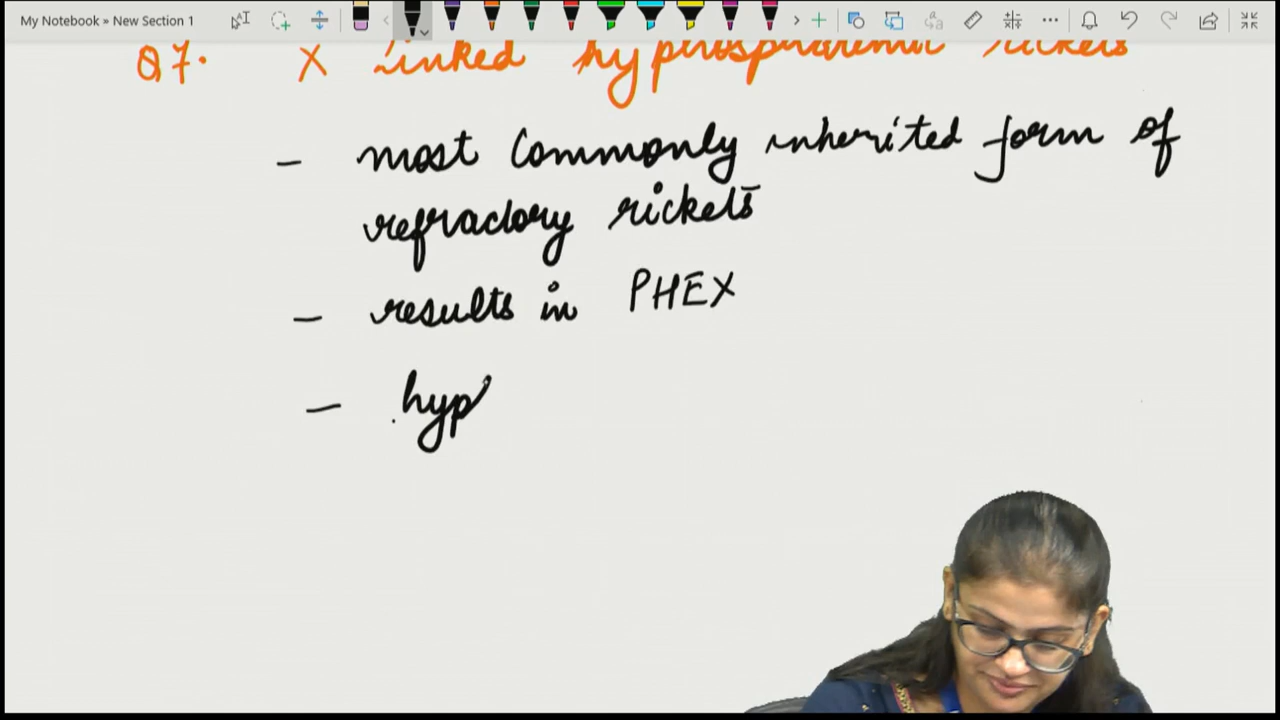 My Notebook » New Section 1
Q7. X linked hyphosphatemic rickets
- most commonly inherited form of
refractory rickets
- results in PHEX
- hyp